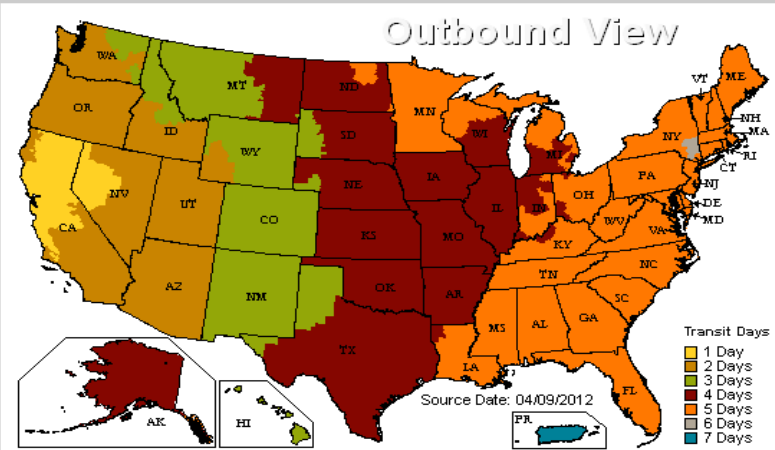 Outbound View
WA
MT
ND
MN
VT
ME
OR
ID
WY
SD
WI
MI
NY
NH
MA
RI
CT
NV
UT
CO
NE
IA
IL
IN
OH
PA
NJ
DE
MD
CA
KS
MO
KY
WV
VA
AZ
NM
OK
AR
TN
NC
SC
TX
LA
MS
AL
GA
FL
AK
HI
PR
Source Date: 04/09/2012
Transit Days
1 Day
2 Days
3 Days
4 Days
5 Days
6 Days
7 Days